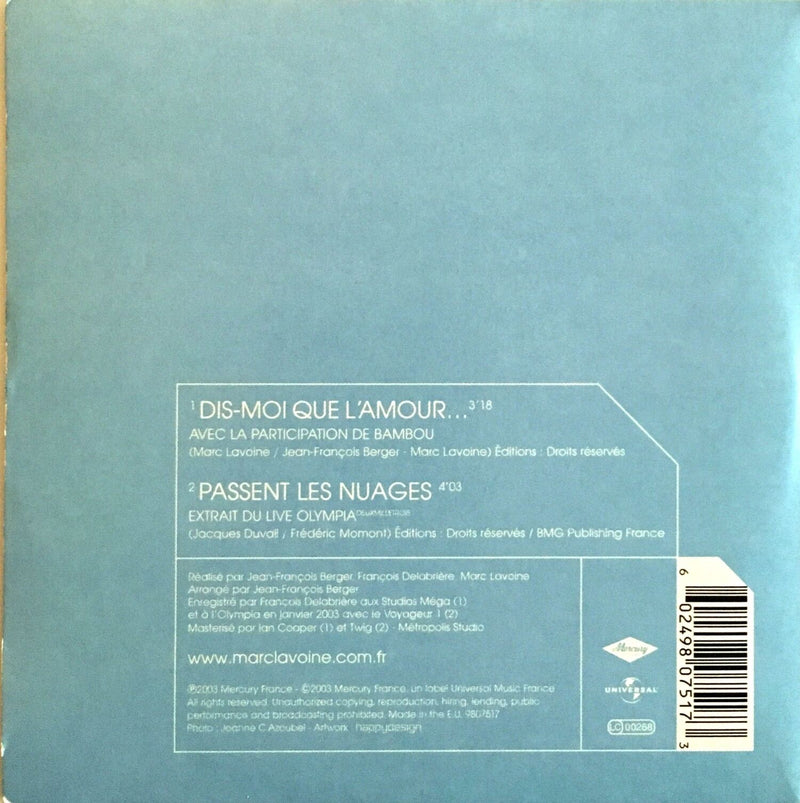 1 DIS-MOI QUE L'AMOUR... 3'18
AVEC LA PARTICIPATION DE BAMBOU
(Marc Lavoine / Jean-François Berger - Marc Lavoine) Éditions : Droits réservés
2 PASSENT LES NUAGES 4'03
EXTRAIT DU LIVE OLYMPIA DEUXMILLETROIS
(Jacques Duvall / Frédéric Momont) Éditions : Droits réservés / BMG Publishing France
Réalisé par Jean-François Berger, François Delabrière, Marc Lavoine
Arrangé par Jean-François Berger
Enregistré par François Delabrière aux Studios Méga (1)
et à l'Olympia en janvier 2003 avec le Voyageur 1 (2)
Masterisé par Ian Cooper (1) et Twig (2) - Métropolis Studio
www.marclavoine.com.fr
℗2003 Mercury France - ©2003 Mercury France, un label Universal Music France
All rights reserved. Unauthorized copying, reproduction, hiring, lending, public
performance and broadcasting prohibited. Made in the E.U. 9807517
Photo : Jeanne C Azoubel - Artwork : happydesign
Mercury
UNIVERSAL
LC 00268
6 02498 07517 3